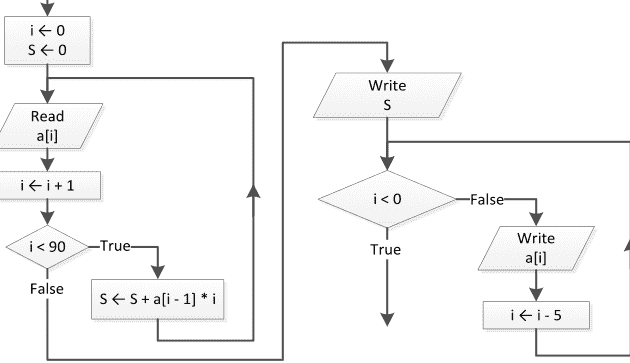 i ← 0
S ← 0
Read
a[i]
i ← i + 1
i < 90
True
False
S ← S + a[i - 1] * i
Write
S
i < 0
False
True
Write
a[i]
i ← i - 5